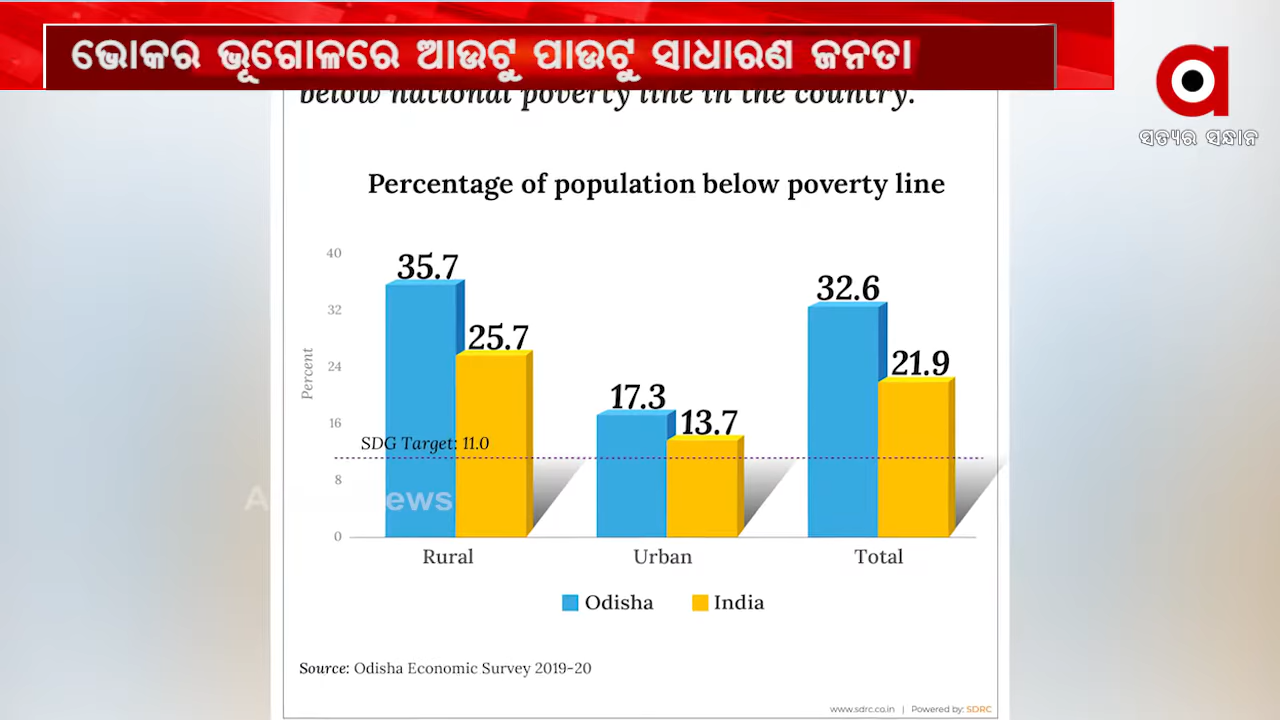 ଭୋକର ଭୂଗୋଳରେ ଆଉଟୁ ପାଉଟୁ ସାଧାରଣ ଜନତା
ସତ୍ୟର ସନ୍ଧାନ
below national poverty line in the country.
Percentage of population below poverty line
Percent
40
32
24
16
8
0
35.7
25.7
17.3
13.7
32.6
21.9
SDG Target: 11.0
ews
Rural
Urban
Total
Odisha
India
Source: Odisha Economic Survey 2019-20
www.sdrc.co.in | Powered by: SDRC